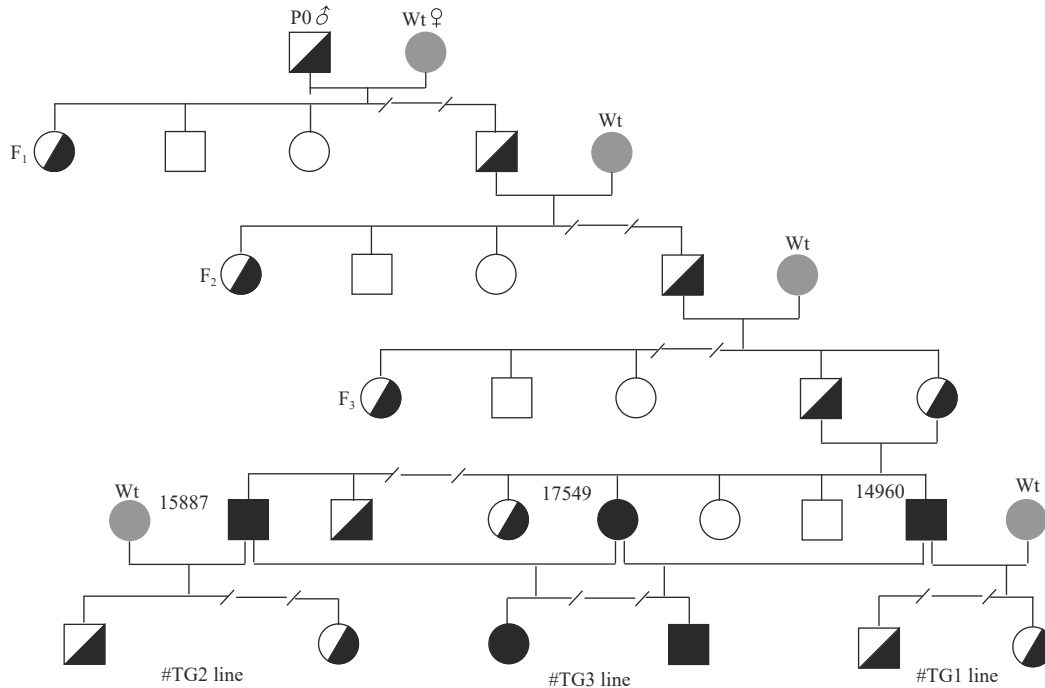 P0 ♂ Wt ♀
Wt
F1
Wt
F2
F3
Wt 15887 17549 14960 Wt
#TG2 line #TG3 line #TG1 line